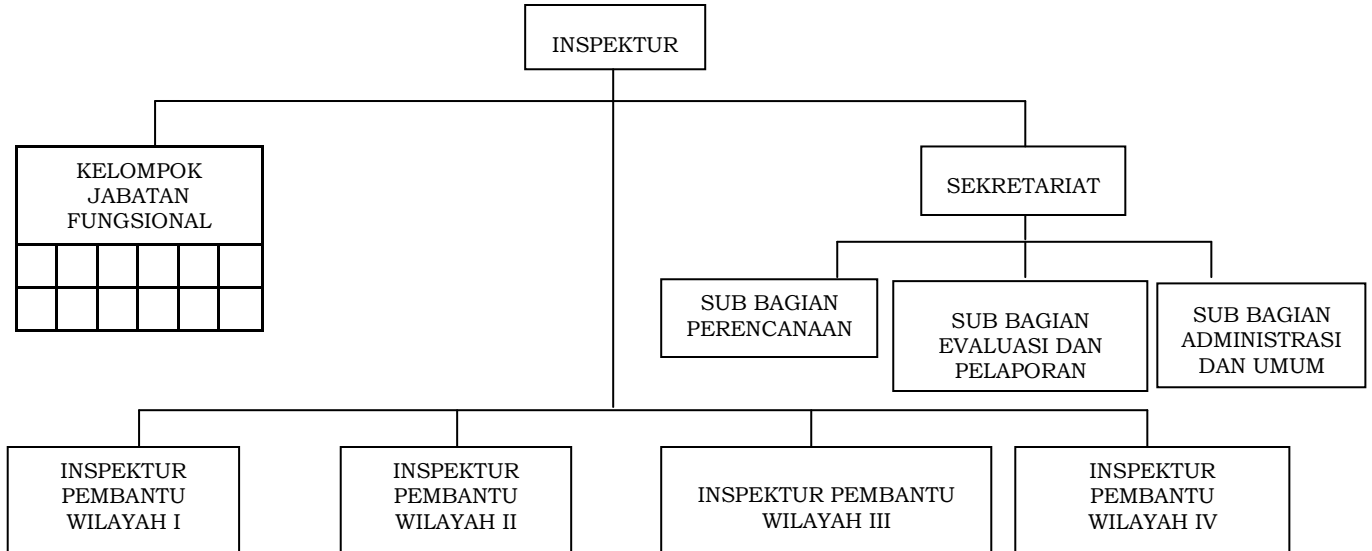 INSPEKTUR
KELOMPOK
JABATAN
FUNGSIONAL
SEKRETARIAT
SUB BAGIAN
PERENCANAAN
SUB BAGIAN
EVALUASI DAN
PELAPORAN
SUB BAGIAN
ADMINISTRASI
DAN UMUM
INSPEKTUR
PEMBANTU
WILAYAH I
INSPEKTUR
PEMBANTU
WILAYAH II
INSPEKTUR PEMBANTU
WILAYAH III
INSPEKTUR
PEMBANTU
WILAYAH IV